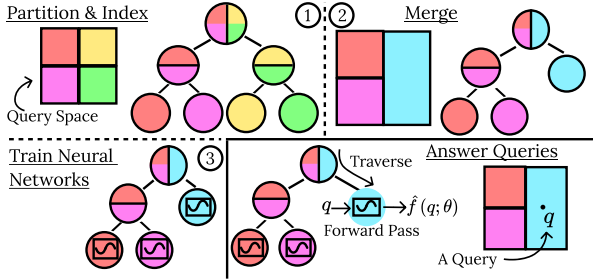 Partition & Index
1
Query Space
2
Merge
Train Neural
Networks
3
Answer Queries
Traverse
q
f̂(q;θ)
Forward Pass
q
A Query